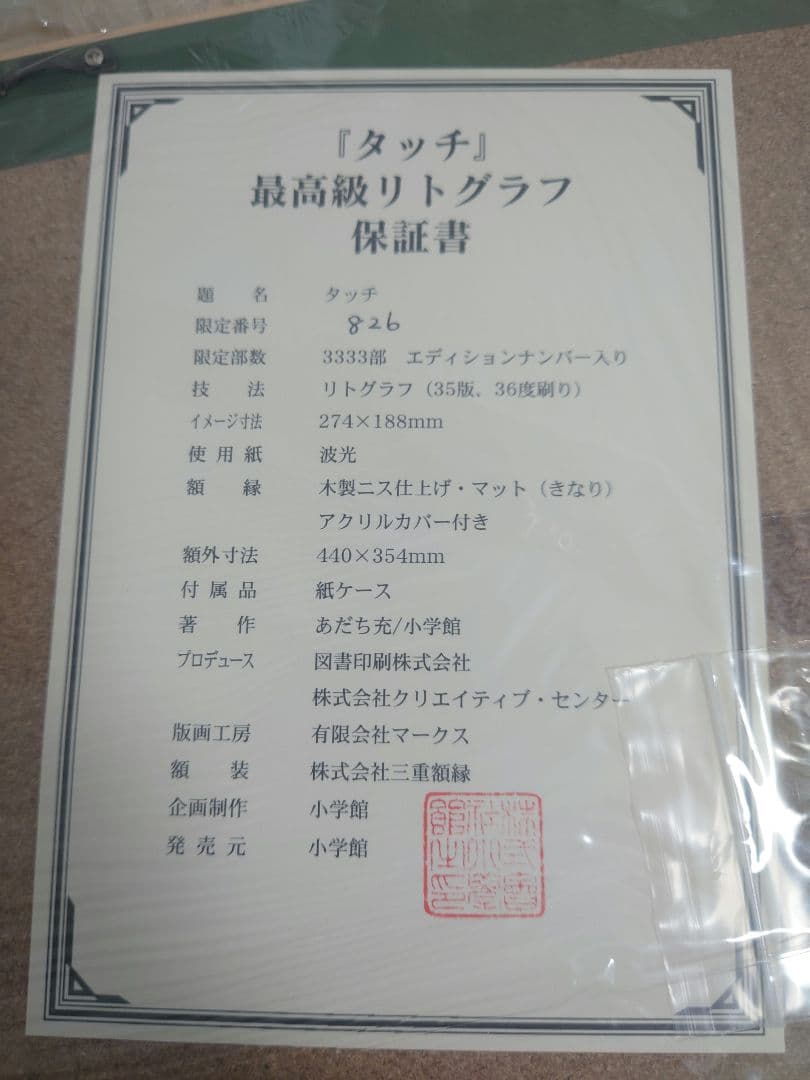 『タッチ』
最高級リトグラフ
保証書
題名 タッチ
限定番号 826
限定部数 3333部 エディションナンバー入り
技法 リトグラフ（35版、36度刷り）
イメージ寸法 274×188mm
使用紙 波光
額縁 木製ニス仕上げ・マット（きなり）
アクリルカバー付き
額外寸法 440×354mm
付属品 紙ケース
著作 あだち充/小学館
プロデュース 図書印刷株式会社
株式会社クリエイティブ・センター
版画工房 有限会社マークス
額装 株式会社三重額縁
企画制作 小学館
発売元 小学館